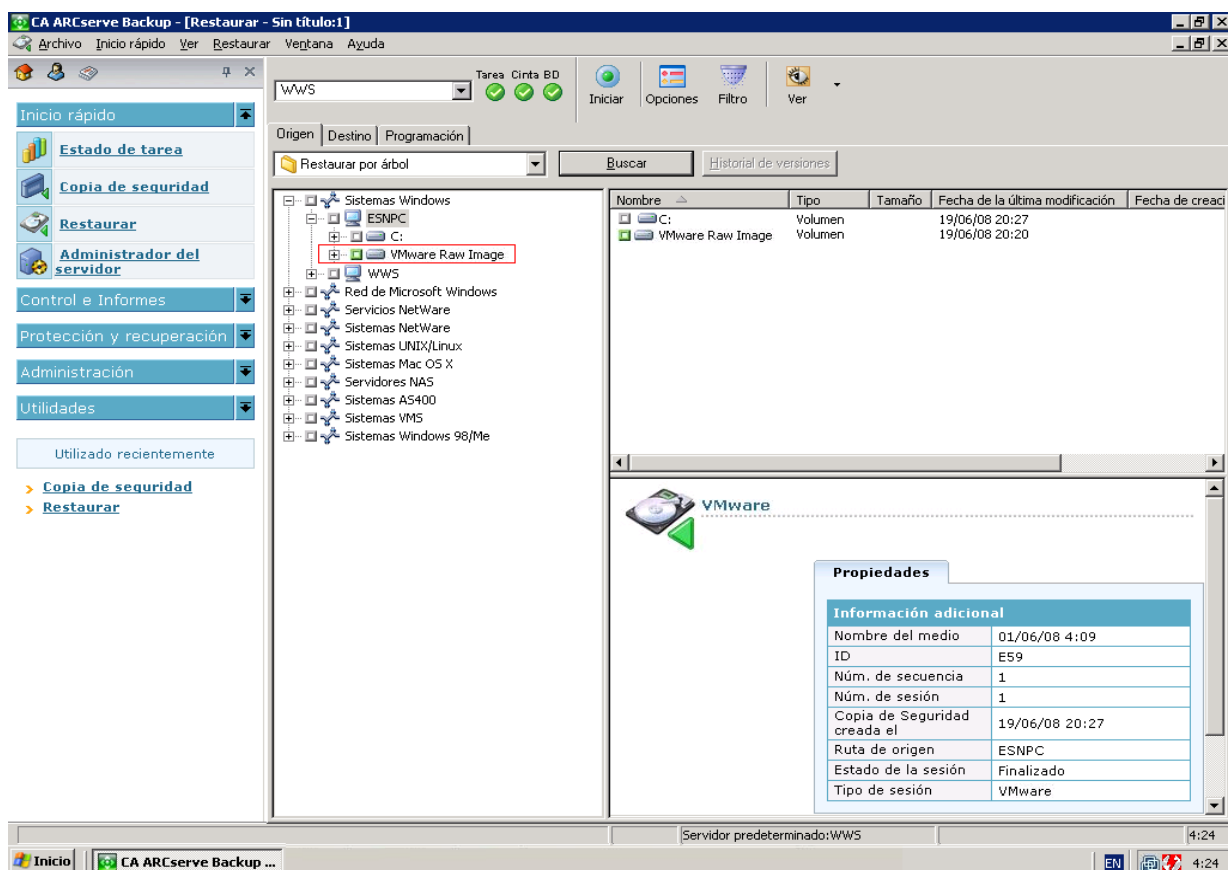 CA ARCserve Backup - [Restaurar - Sin título:1]
Archivo Inicio rápido Ver Restaurar Ventana Ayuda
WWS
Tarea Cinta BD
Iniciar Opciones Filtro Ver
Inicio rápido
Estado de tarea
Copia de seguridad
Restaurar
Administrador del
servidor
Control e Informes
Protección y recuperación
Administración
Utilidades
Utilizado recientemente
Copia de seguridad
Restaurar
Origen Destino Programación
Restaurar por árbol
Buscar
Historial de versiones
Sistemas Windows
ESNPC
C:
VMware Raw Image
WWS
Red de Microsoft Windows
Servicios NetWare
Sistemas NetWare
Sistemas UNIX/Linux
Sistemas Mac OS X
Servidores NAS
Sistemas AS400
Sistemas VMS
Sistemas Windows 98/Me
Nombre Tipo Tamaño Fecha de la última modificación Fecha de creaci
C: Volumen 19/06/08 20:27
VMware Raw Image Volumen 19/06/08 20:20
VMware
Propiedades
Información adicional
Nombre del medio 01/06/08 4:09
ID E59
Núm. de secuencia 1
Núm. de sesión 1
Copia de Seguridad
creada el 19/06/08 20:27
Ruta de origen ESNPC
Estado de la sesión Finalizado
Tipo de sesión VMware
Servidor predeterminado:WWS
4:24
Inicio
CA ARCserve Backup ...
EN
4:24